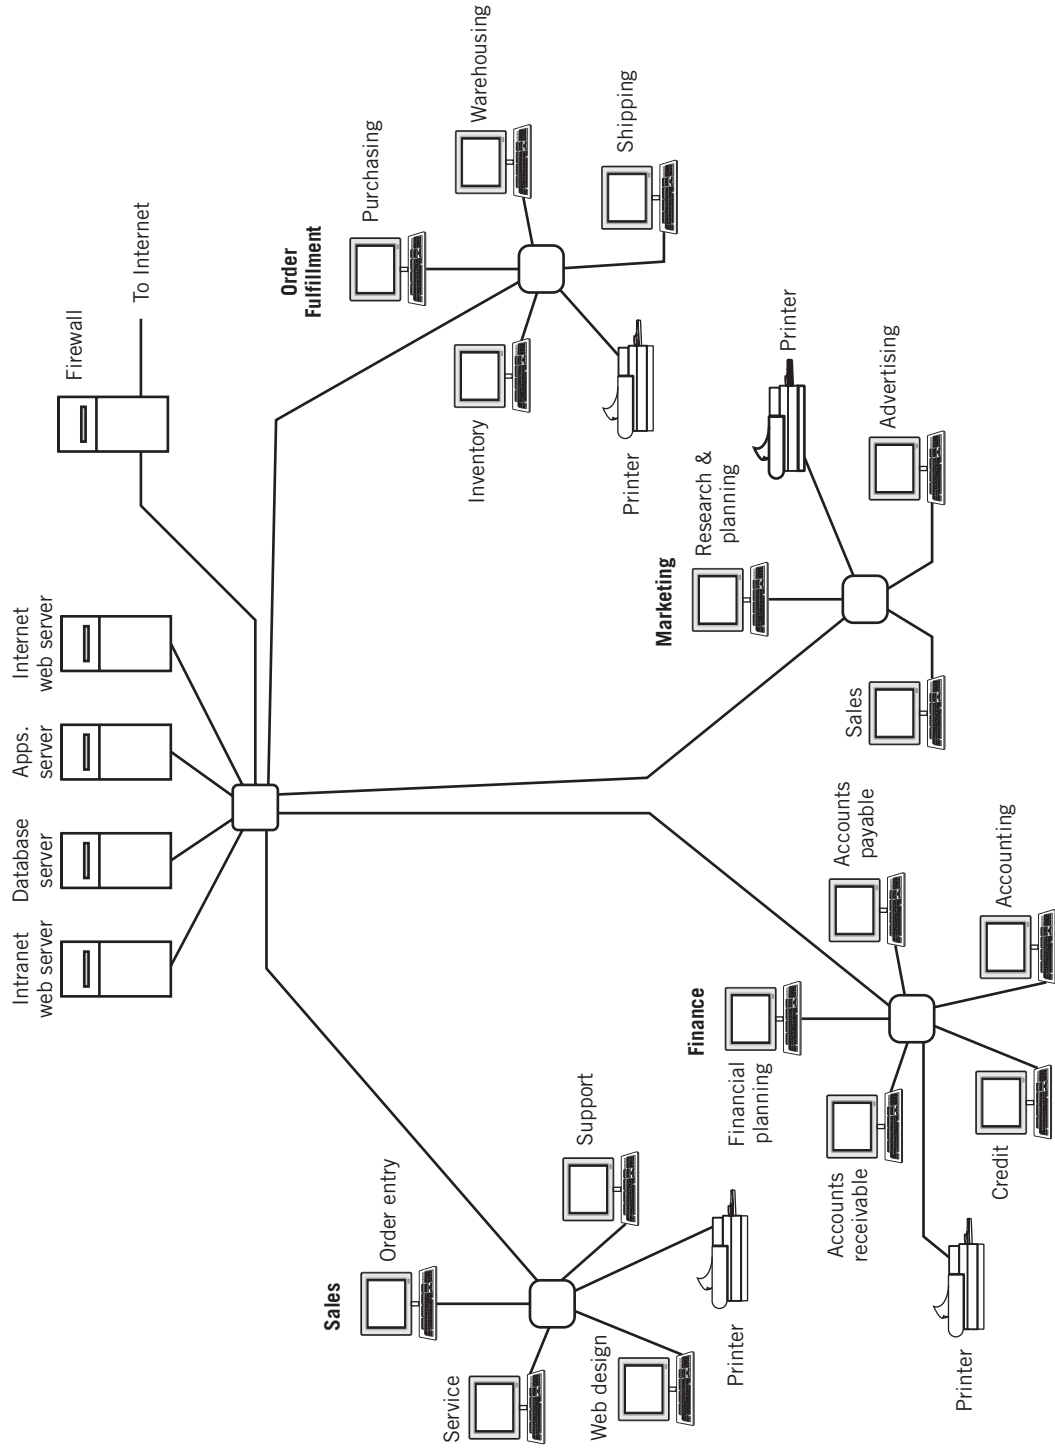 Intranet
web server
Database
server
Apps.
server
Internet
web server
Firewall
To Internet
Sales
Service
Order entry
Support
Web design
Printer
Finance
Financial
planning
Accounts
receivable
Accounts
payable
Credit
Accounting
Printer
Marketing
Research &
planning
Sales
Advertising
Printer
Order
Fulfillment
Inventory
Purchasing
Warehousing
Shipping
Printer